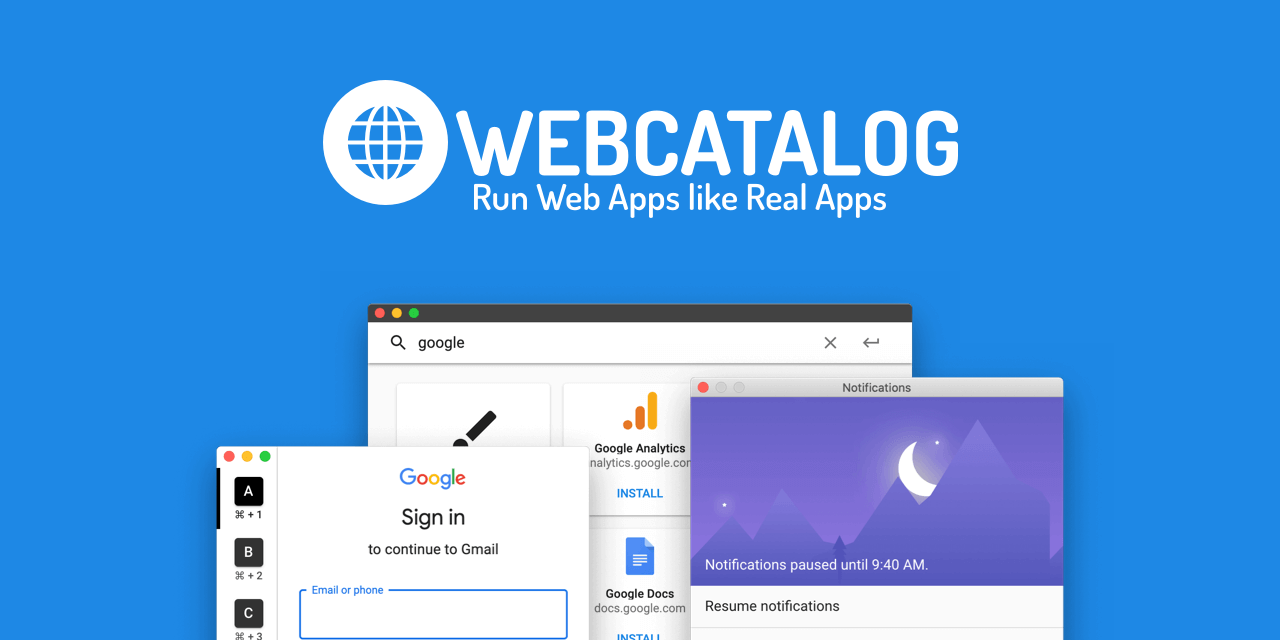 WEBCATALOG
Run Web Apps like Real Apps
google
Google Analytics
nalytics.google.com
INSTALL
Google Docs
docs.google.com
INSTALL
A
⌘ + 1
B
⌘ + 2
C
⌘ + 3
Google
Sign in
to continue to Gmail
Email or phone
Notifications
Notifications paused until 9:40 AM.
Resume notifications